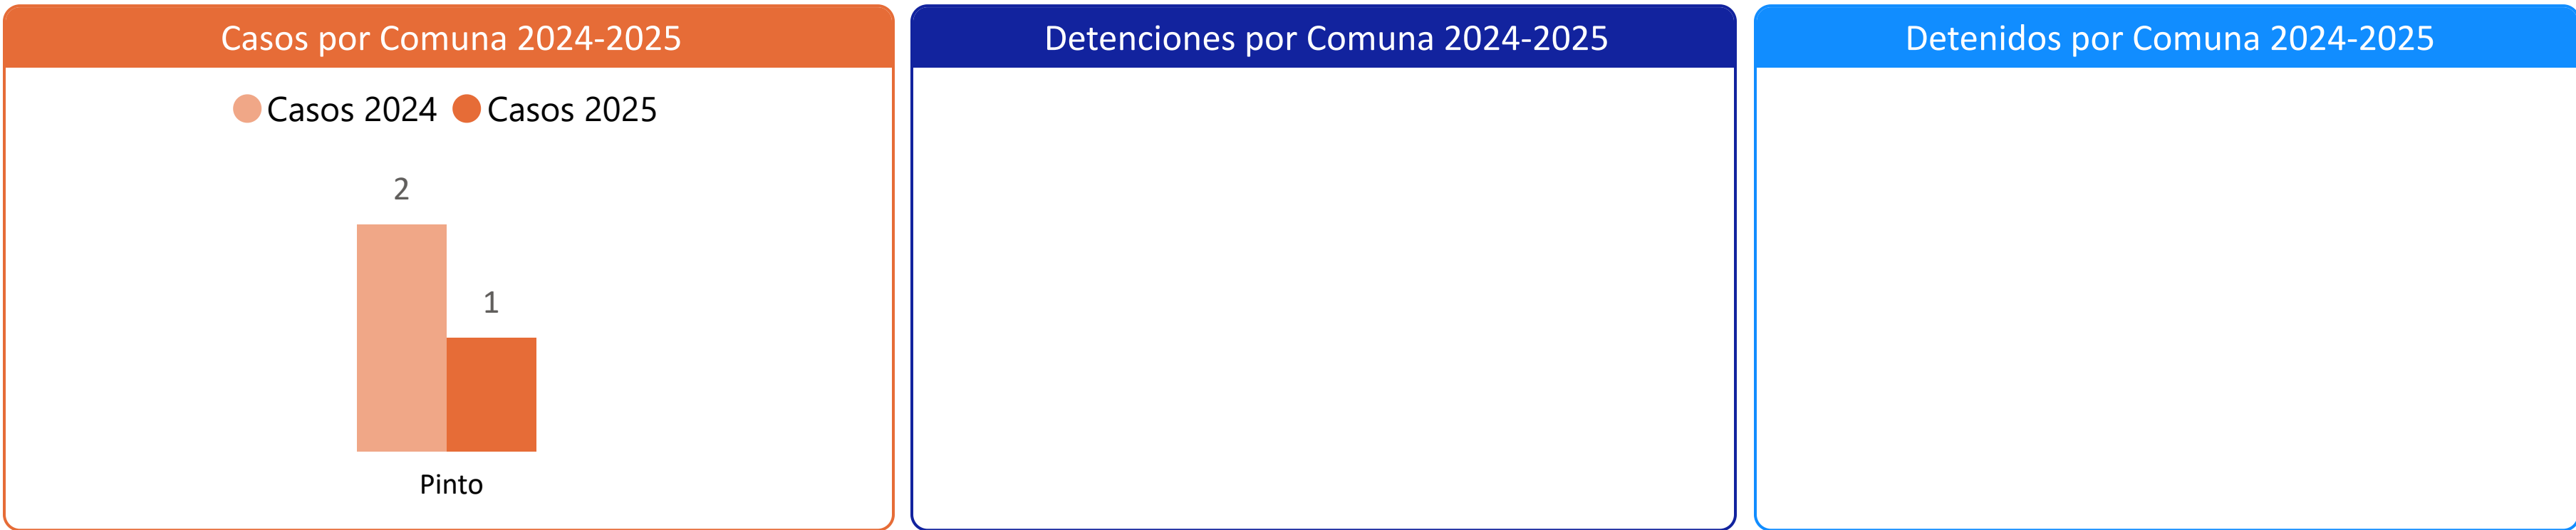 Casos por Comuna 2024-2025
Casos 2024 Casos 2025
2
1
Pinto
Detenciones por Comuna 2024-2025
Detenidos por Comuna 2024-2025